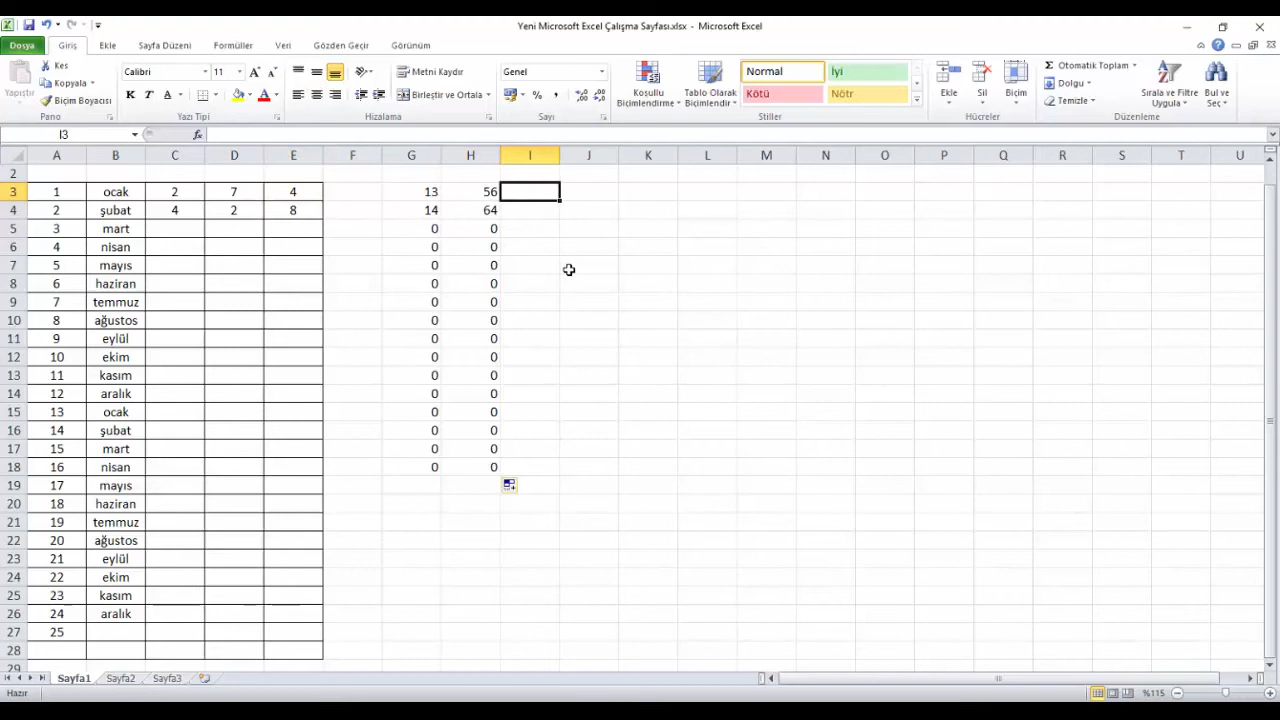 Yeni Microsoft Excel Çalışma Sayfası.xlsx - Microsoft Excel
Dosya Giriş Ekle Sayfa Düzeni Formüller Veri Gözden Geçir Görünüm
Yapıştır Kes Kopyala Biçim Boyacısı Pano
Calibri 11 K T A Yazı Tipi
Metni Kaydır Birleştir ve Ortala Hizalama
Genel % Sayı
Koşullu Biçimlendirme Tablo Olarak Biçimlendir Normal İyi Kötü Nötr Stiller
Ekle Sil Biçim Hücreler
Σ Otomatik Toplam Dolgu Temizle Sırala ve Filtre Uygula Bul ve Seç Düzenleme
I3 fx
A B C D E F G H I J K L M N O P Q R S T U
2
3 1 ocak 2 7 4 13 56
4 2 şubat 4 2 8 14 64
5 3 mart 0 0
6 4 nisan 0 0
7 5 mayıs 0 0
8 6 haziran 0 0
9 7 temmuz 0 0
10 8 ağustos 0 0
11 9 eylül 0 0
12 10 ekim 0 0
13 11 kasım 0 0
14 12 aralık 0 0
15 13 ocak 0 0
16 14 şubat 0 0
17 15 mart 0 0
18 16 nisan 0 0
19 17 mayıs
20 18 haziran
21 19 temmuz
22 20 ağustos
23 21 eylül
24 22 ekim
25 23 kasım
26 24 aralık
27 25
28
29
Sayfa1 Sayfa2 Sayfa3
Hazır %115